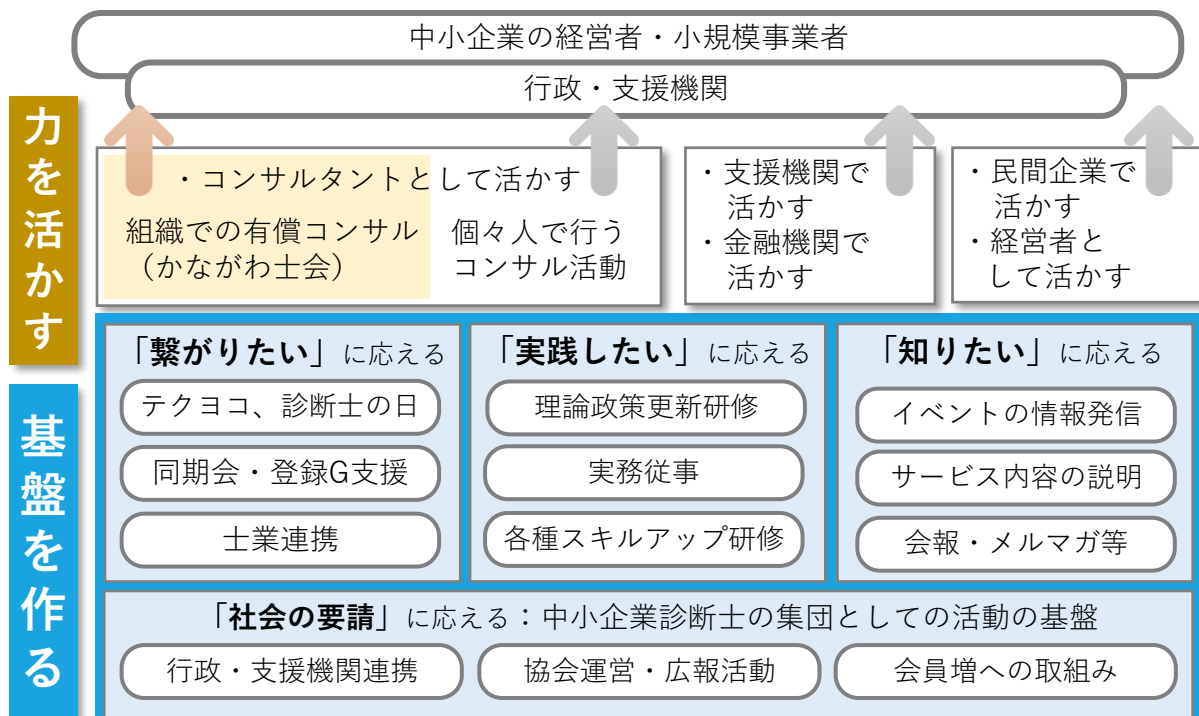 中小企業の経営者・小規模事業者
行政・支援機関
力を活かす
・コンサルタントとして活かす
組織での有償コンサル
（かながわ士会）
個々人で行う
コンサル活動
・支援機関で
活かす
・金融機関で
活かす
・民間企業で
活かす
・経営者と
して活かす
基盤を作る
「繋がりたい」に応える
テクヨコ、診断士の日
同期会・登録G支援
士業連携
「実践したい」に応える
理論政策更新研修
実務従事
各種スキルアップ研修
「知りたい」に応える
イベントの情報発信
サービス内容の説明
会報・メルマガ等
「社会の要請」に応える：中小企業診断士の集団としての活動の基盤
行政・支援機関連携
協会運営・広報活動
会員増への取組み